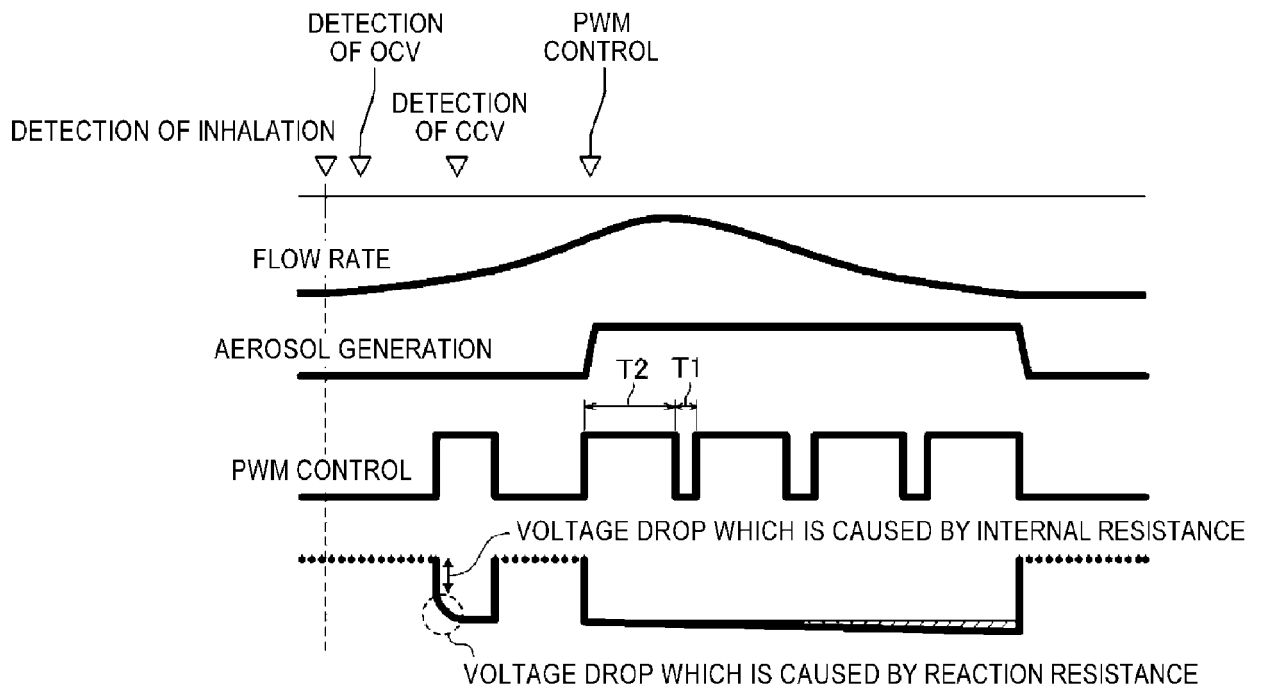 DETECTION
OF OCV
PWM
CONTROL
DETECTION
OF CCV
DETECTION OF INHALATION
FLOW RATE
AEROSOL GENERATION
T2
T1
PWM CONTROL
VOLTAGE DROP WHICH IS CAUSED BY INTERNAL RESISTANCE
VOLTAGE DROP WHICH IS CAUSED BY REACTION RESISTANCE